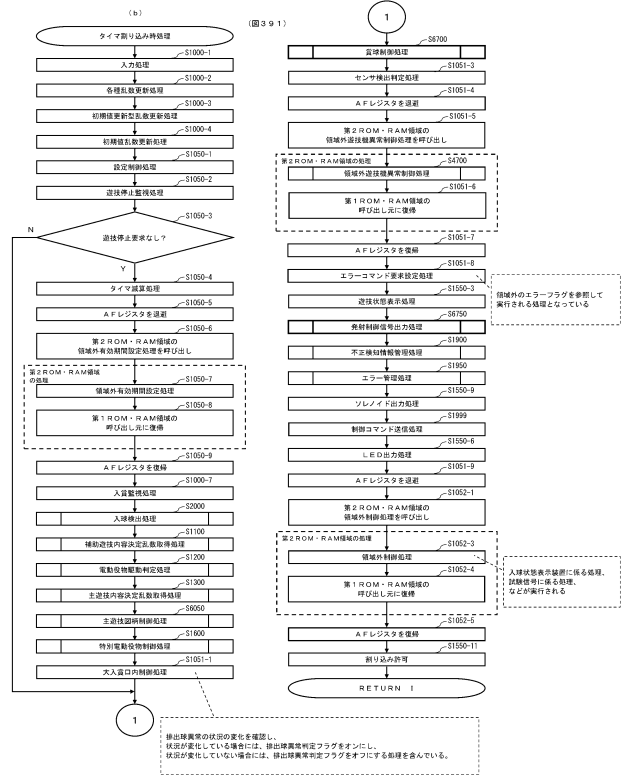 （図３９１）
（ｂ）
タイマ割り込み時処理
S1000-1
入力処理
S1000-2
各種乱数更新処理
S1000-3
初期値更新型乱数更新処理
S1000-4
初期値乱数更新処理
S1050-1
設定制御処理
S1050-2
遊技停止監視処理
S1050-3
遊技停止要求なし？
N
Y
S1050-4
タイマ減算処理
S1050-5
ＡＦレジスタを退避
S1050-6
第２ＲＯＭ・ＲＡＭ領域の
領域外有効期間設定処理を呼び出し
第２ＲＯＭ・ＲＡＭ領域
の処理
S1050-7
領域外有効期間設定処理
S1050-8
第１ＲＯＭ・ＲＡＭ領域の
呼び出し元に復帰
S1050-9
ＡＦレジスタを復帰
S1000-7
入賞監視処理
S2000
入球検出処理
S1100
補助遊技内容決定乱数取得処理
S1200
電動役物駆動判定処理
S1300
主遊技内容決定乱数取得処理
S6050
主遊技図柄制御処理
S1600
特別電動役物制御処理
S1051-1
大入賞口内制御処理
1
排出球異常の状況の変化を確認し、
状況が変化している場合には、排出球異常判定フラグをオンにし、
状況が変化していない場合には、排出球異常判定フラグをオフにする処理を含んでいる。
1
S6700
賞球制御処理
S1051-3
センサ検出判定処理
S1051-4
ＡＦレジスタを退避
S1051-5
第２ＲＯＭ・ＲＡＭ領域の
領域外遊技機異常制御処理を呼び出し
第２ＲＯＭ・ＲＡＭ領域の処理
S4700
領域外遊技機異常制御処理
S1051-6
第１ＲＯＭ・ＲＡＭ領域の
呼び出し元に復帰
S1051-7
ＡＦレジスタを復帰
S1051-8
エラーコマンド要求設定処理
領域外のエラーフラグを参照して
実行される処理となっている
S1550-3
遊技状態表示処理
S6750
発射制御信号出力処理
S1900
不正検知情報管理処理
S1950
エラー管理処理
S1550-9
ソレノイド出力処理
S1999
制御コマンド送信処理
S1550-6
ＬＥＤ出力処理
S1051-9
ＡＦレジスタを退避
S1052-1
第２ＲＯＭ・ＲＡＭ領域の
領域外制御処理を呼び出し
第２ＲＯＭ・ＲＡＭ領域の処理
S1052-3
領域外制御処理
S1052-4
第１ＲＯＭ・ＲＡＭ領域の
呼び出し元に復帰
入球状態表示装置に係る処理、
試験信号に係る処理、
などが実行される
S1052-5
ＡＦレジスタを復帰
S1550-11
割り込み許可
ＲＥＴＵＲＮ　Ｉ